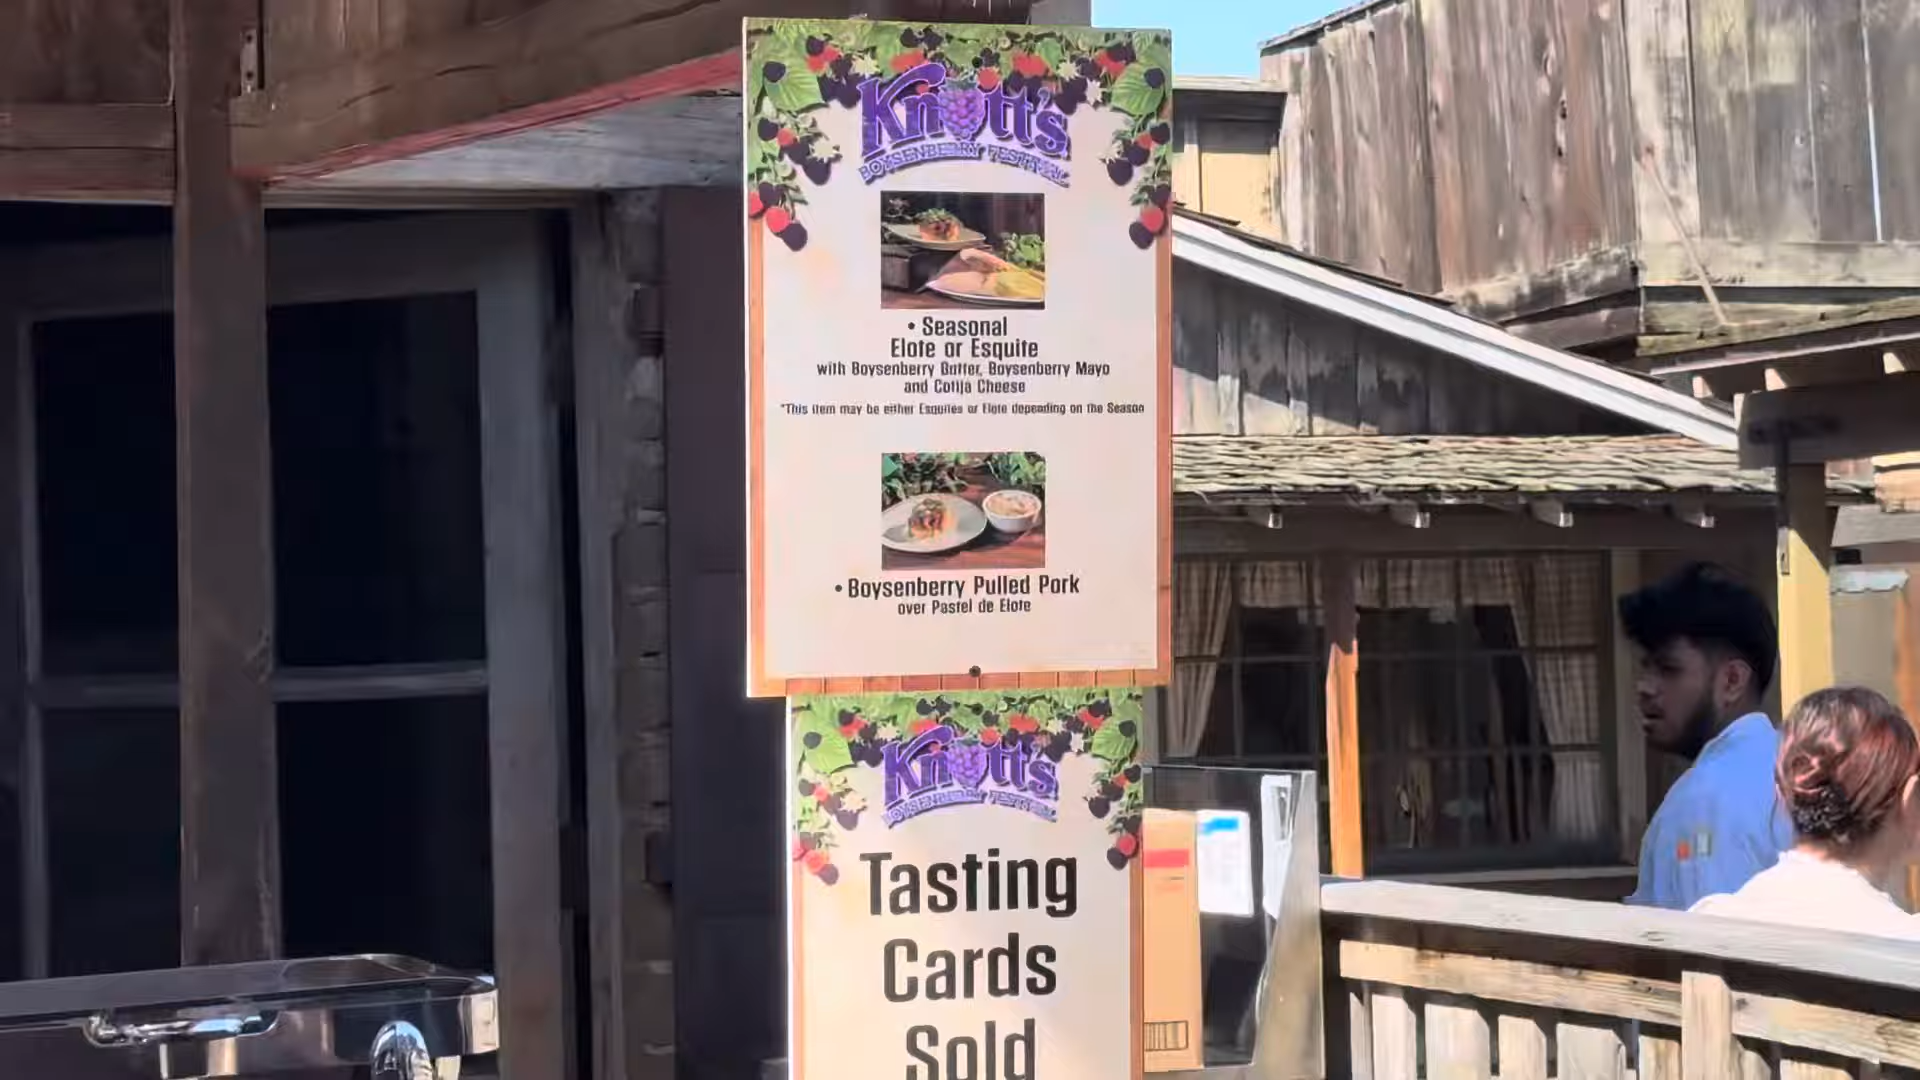 Knott's
BOYSENBERRY FESTIVAL
• Seasonal
Elote or Esquite
with Boysenberry Butter, Boysenberry Mayo
and Cotija Cheese
*This item may be either Esquites or Elote depending on the Season
• Boysenberry Pulled Pork
over Pastel de Elote
Knott's
BOYSENBERRY FESTIVAL
Tasting
Cards
Sold